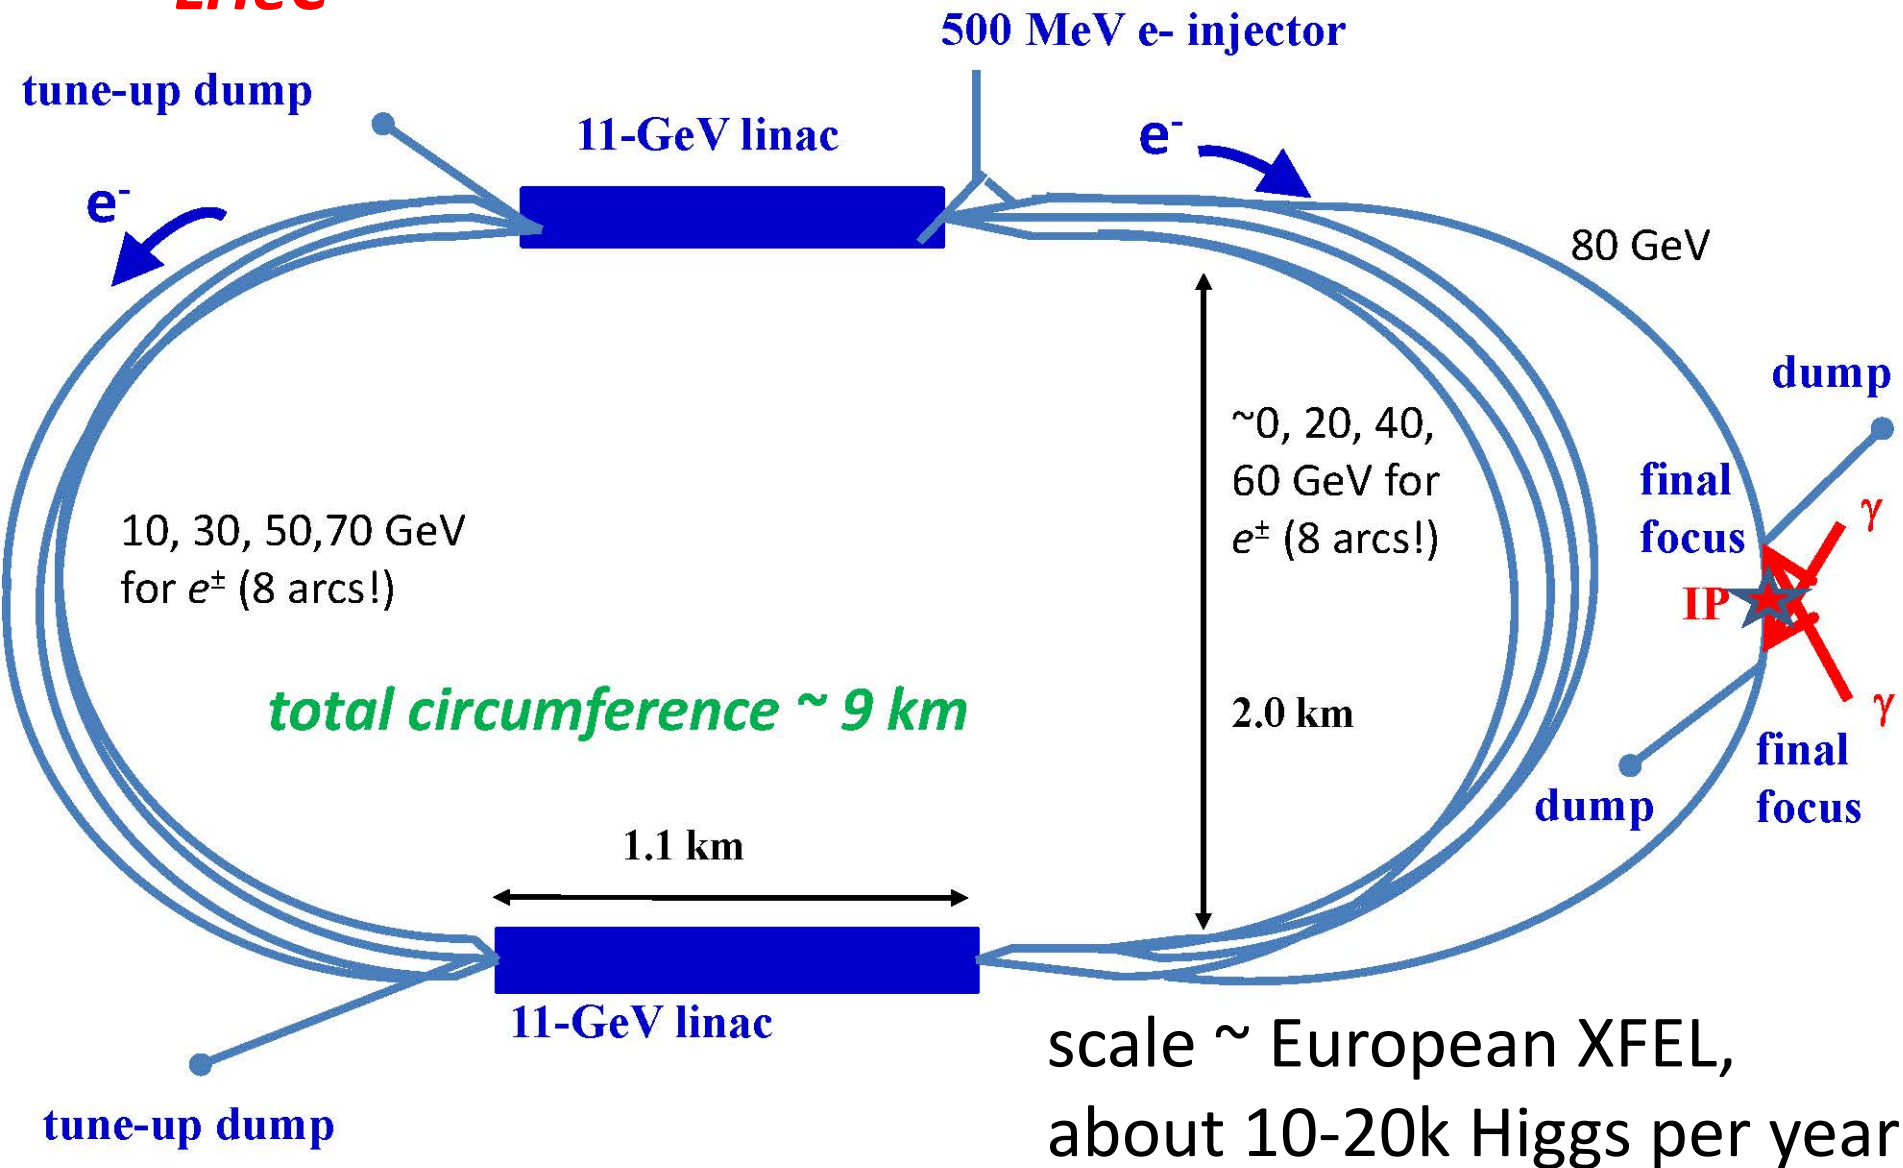 500 MeV e- injector
tune-up dump
11-GeV linac
e-
e-
80 GeV
dump
~0, 20, 40,
60 GeV for
e± (8 arcs!)
final
focus
γ
10, 30, 50,70 GeV
for e± (8 arcs!)
IP
total circumference ~ 9 km
2.0 km
γ
final
focus
dump
1.1 km
11-GeV linac
scale ~ European XFEL,
about 10-20k Higgs per year
tune-up dump